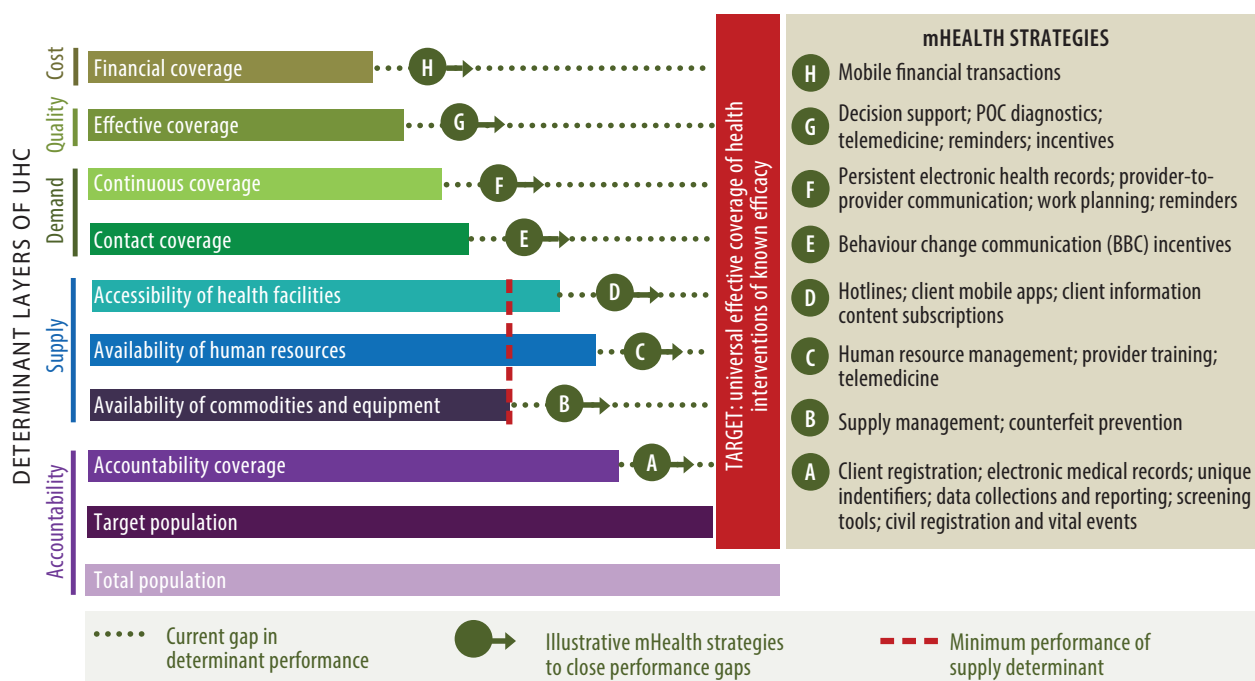 DETERMINANT LAYERS OF UHC
Cost
Financial coverage
H
Quality
Effective coverage
G
Demand
Continuous coverage
F
Contact coverage
E
Supply
Accessibility of health facilities
D
Availability of human resources
C
Availability of commodities and equipment
B
Accountability
Accountability coverage
A
Target population
Total population
TARGET: universal effective coverage of health
interventions of known efficacy
mHEALTH STRATEGIES
H Mobile financial transactions
G Decision support; POC diagnostics;
telemedicine; reminders; incentives
F Persistent electronic health records; provider-to-
provider communication; work planning; reminders
E Behaviour change communication (BBC) incentives
D Hotlines; client mobile apps; client information
content subscriptions
C Human resource management; provider training;
telemedicine
B Supply management; counterfeit prevention
A Client registration; electronic medical records; unique
indentifiers; data collections and reporting; screening
tools; civil registration and vital events
Current gap in
determinant performance
Illustrative mHealth strategies
to close performance gaps
Minimum performance of
supply determinant